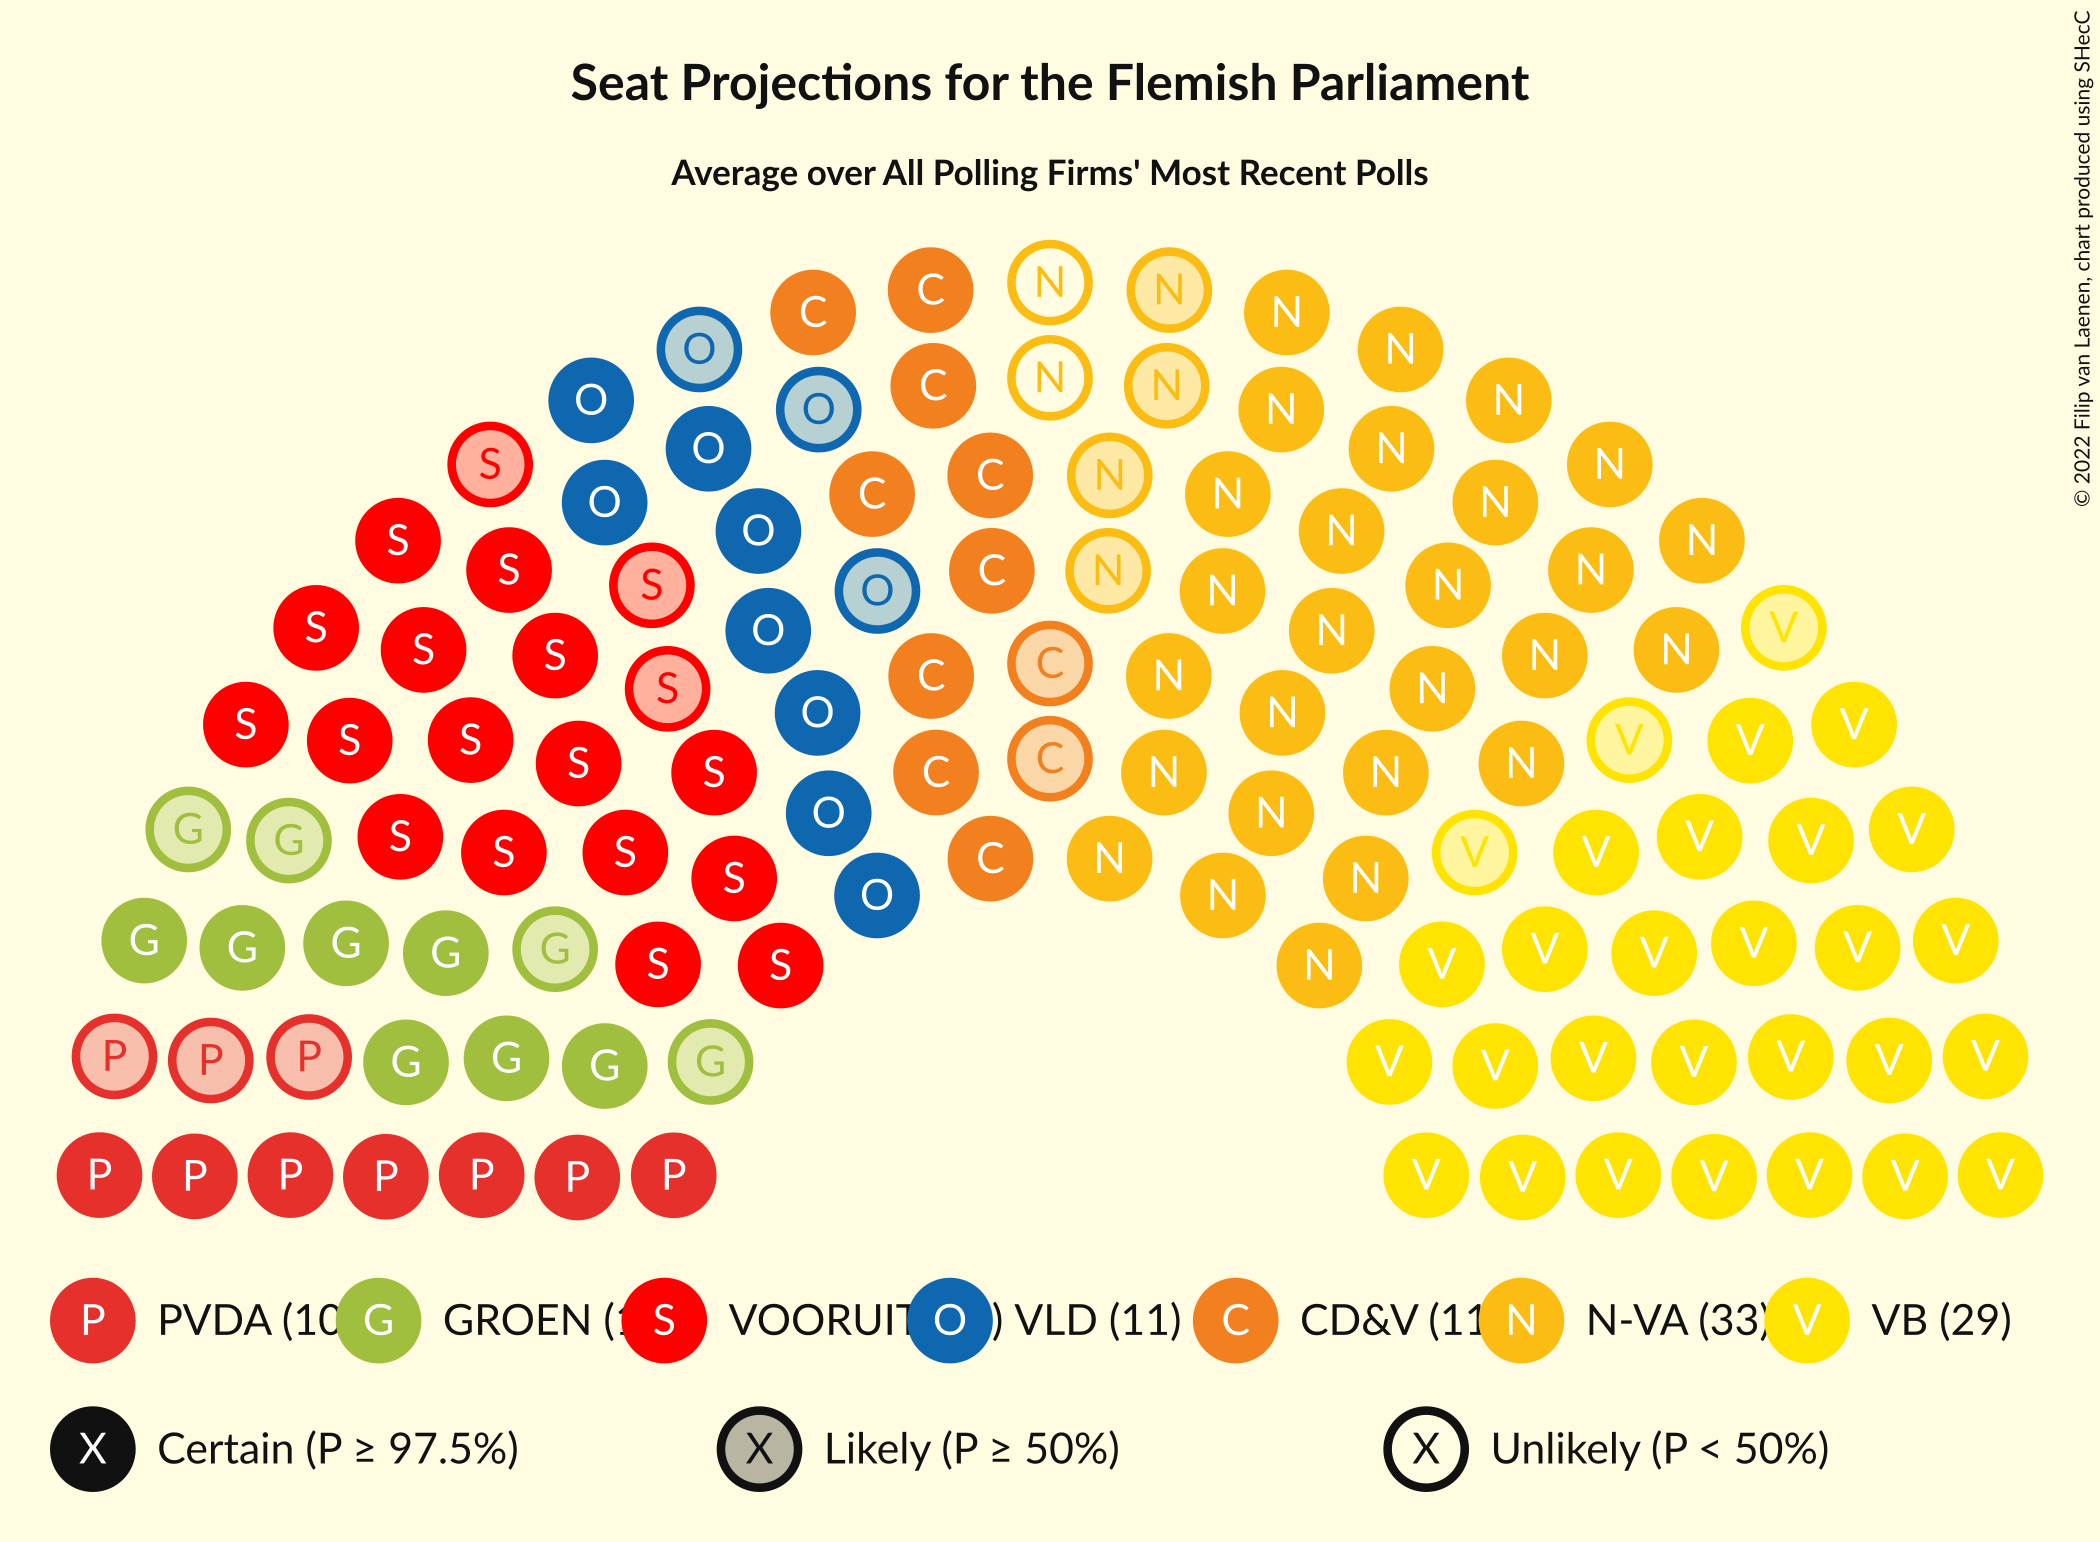 Seat Projections for the Flemish Parliament
Average over All Polling Firms' Most Recent Polls
© 2022 Filip van Laenen, chart produced using SHecC
C C N N N N
O O C N N N N N
S O O C C N N N N N
S S O O C C N N N N N N
S S S S O O C C N N N N N N V
S S S S S O C C N N N N N V V V
G G S S S S O C N N N N V V V V V
G G G G G S S O N N V V V V V V
P P P G G G G V V V V V V V
P P P P P P P V V V V V V V
P PVDA (10 G GROEN ( S VOORUIT O ) VLD (11) C CD&V (11 N N-VA (33) V VB (29)
X Certain (P ≥ 97.5%) X Likely (P ≥ 50%) X Unlikely (P < 50%)